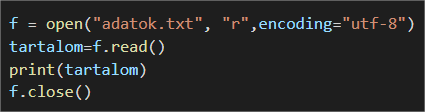 f = open("adatok.txt", "r",encoding="utf-8")
tartalom=f.read()
print(tartalom)
f.close()